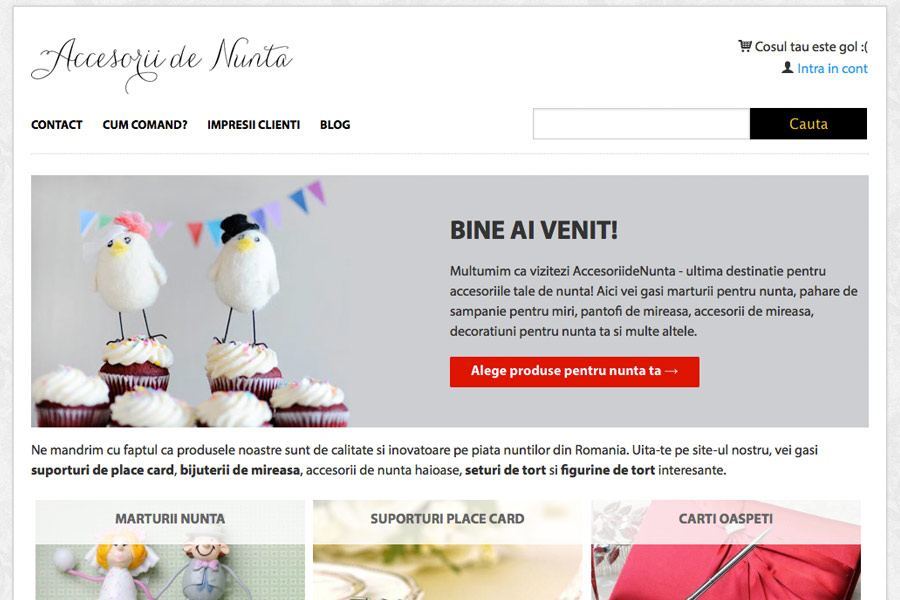 Accesorii de Nunta
Cosul tau este gol :(
Intra in cont
CONTACT CUM COMAND? IMPRESII CLIENTI BLOG
Cauta
BINE AI VENIT!
Multumim ca vizitezi AccesoriideNunta - ultima destinatie pentru
accesoriile tale de nunta! Aici vei gasi marturii pentru nunta, pahare de
sampanie pentru miri, pantofi de mireasa, accesorii de mireasa,
decoratiuni pentru nunta ta si multe altele.
Alege produse pentru nunta ta →
Ne mandrim cu faptul ca produsele noastre sunt de calitate si inovatoare pe piata nuntilor din Romania. Uita-te pe site-ul nostru, vei gasi
suporturi de place card, bijuterii de mireasa, accesorii de nunta haioase, seturi de tort si figurine de tort interesante.
MARTURII NUNTA
SUPORTURI PLACE CARD
CARTI OASPETI